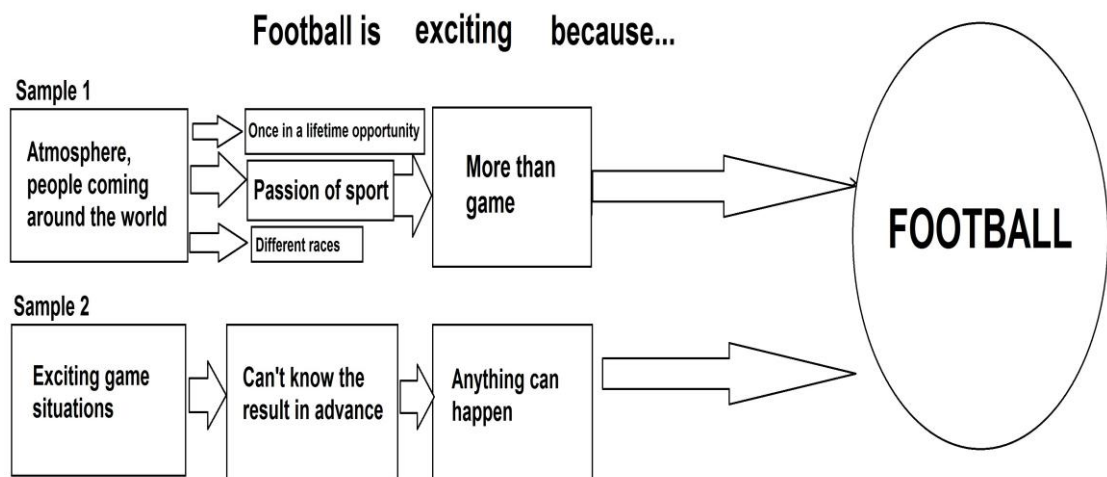 Football is exciting because...
Sample 1
Atmosphere,
people coming
around the world
Once in a lifetime opportunity
Passion of sport
Different races
More than
game
FOOTBALL
Sample 2
Exciting game
situations
Can't know the
result in advance
Anything can
happen